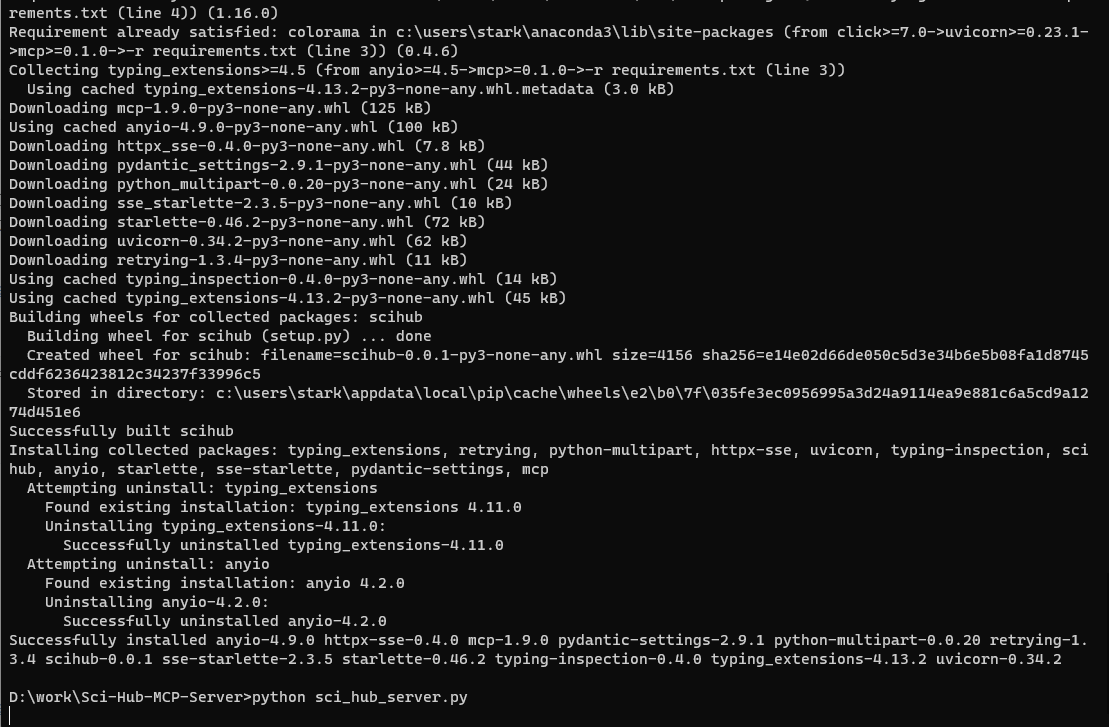 rements.txt (line 4)) (1.16.0)
Requirement already satisfied: colorama in c:\users\stark\anaconda3\lib\site-packages (from click>=7.0->uvicorn>=0.23.1-
>mcp>=0.1.0->-r requirements.txt (line 3)) (0.4.6)
Collecting typing_extensions>=4.5 (from anyio>=4.5->mcp>=0.1.0->-r requirements.txt (line 3))
  Using cached typing_extensions-4.13.2-py3-none-any.whl.metadata (3.0 kB)
Downloading mcp-1.9.0-py3-none-any.whl (125 kB)
Using cached anyio-4.9.0-py3-none-any.whl (100 kB)
Downloading httpx_sse-0.4.0-py3-none-any.whl (7.8 kB)
Downloading pydantic_settings-2.9.1-py3-none-any.whl (44 kB)
Downloading python_multipart-0.0.20-py3-none-any.whl (24 kB)
Downloading sse_starlette-2.3.5-py3-none-any.whl (10 kB)
Downloading starlette-0.46.2-py3-none-any.whl (72 kB)
Downloading uvicorn-0.34.2-py3-none-any.whl (62 kB)
Downloading retrying-1.3.4-py3-none-any.whl (11 kB)
Using cached typing_inspection-0.4.0-py3-none-any.whl (14 kB)
Using cached typing_extensions-4.13.2-py3-none-any.whl (45 kB)
Building wheels for collected packages: scihub
  Building wheel for scihub (setup.py) ... done
  Created wheel for scihub: filename=scihub-0.0.1-py3-none-any.whl size=4156 sha256=e14e02d66de050c5d3e34b6e5b08fa1d8745
cddf6236423812c34237f33996c5
  Stored in directory: c:\users\stark\appdata\local\pip\cache\wheels\e2\b0\7f\035fe3ec0956995a3d24a9114ea9e881c6a5cd9a12
74d451e6
Successfully built scihub
Installing collected packages: typing_extensions, retrying, python-multipart, httpx-sse, uvicorn, typing-inspection, sci
hub, anyio, starlette, sse-starlette, pydantic-settings, mcp
  Attempting uninstall: typing_extensions
    Found existing installation: typing_extensions 4.11.0
    Uninstalling typing_extensions-4.11.0:
      Successfully uninstalled typing_extensions-4.11.0
  Attempting uninstall: anyio
    Found existing installation: anyio 4.2.0
    Uninstalling anyio-4.2.0:
      Successfully uninstalled anyio-4.2.0
Successfully installed anyio-4.9.0 httpx-sse-0.4.0 mcp-1.9.0 pydantic-settings-2.9.1 python-multipart-0.0.20 retrying-1.
3.4 scihub-0.0.1 sse-starlette-2.3.5 starlette-0.46.2 typing-inspection-0.4.0 typing_extensions-4.13.2 uvicorn-0.34.2

D:\work\Sci-Hub-MCP-Server>python sci_hub_server.py